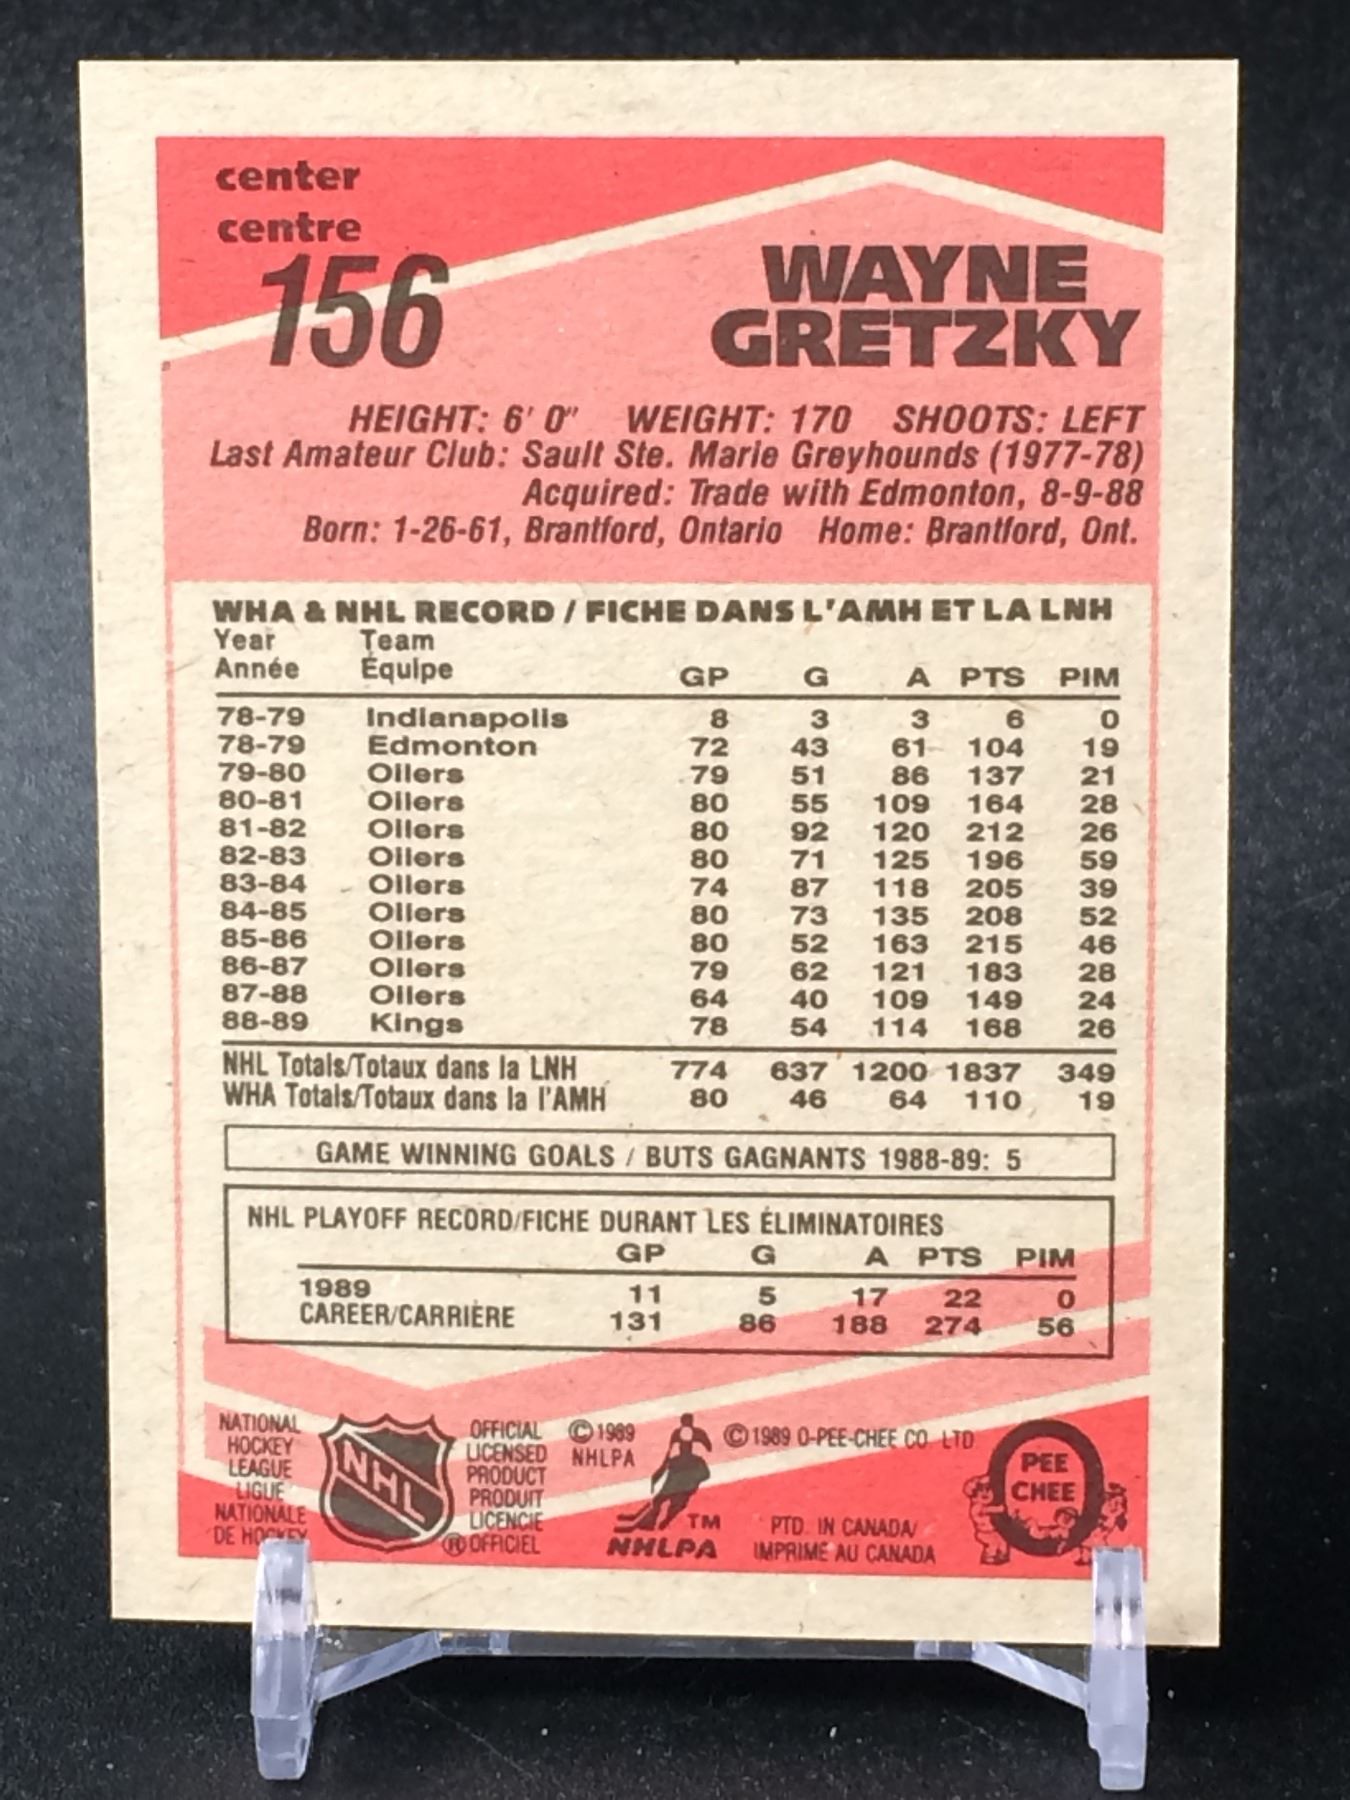 center
centre
156
WAYNE
GRETZKY
HEIGHT: 6' 0" WEIGHT: 170 SHOOTS: LEFT
Last Amateur Club: Sault Ste. Marie Greyhounds (1977-78)
Acquired: Trade with Edmonton, 8-9-88
Born: 1-26-61, Brantford, Ontario Home: Brantford, Ont.
WHA & NHL RECORD / FICHE DANS L'AMH ET LA LNH
Year Team
Année Équipe GP G A PTS PIM
78-79 Indianapolis 8 3 3 6 0
78-79 Edmonton 72 43 61 104 19
79-80 Oilers 79 51 86 137 21
80-81 Oilers 80 55 109 164 28
81-82 Oilers 80 92 120 212 26
82-83 Oilers 80 71 125 196 59
83-84 Oilers 74 87 118 205 39
84-85 Oilers 80 73 135 208 52
85-86 Oilers 80 52 163 215 46
86-87 Oilers 79 62 121 183 28
87-88 Oilers 64 40 109 149 24
88-89 Kings 78 54 114 168 26
NHL Totals/Totaux dans la LNH 774 637 1200 1837 349
WHA Totals/Totaux dans la l'AMH 80 46 64 110 19
GAME WINNING GOALS / BUTS GAGNANTS 1988-89: 5
NHL PLAYOFF RECORD/FICHE DURANT LES ÉLIMINATOIRES
GP G A PTS PIM
1989 11 5 17 22 0
CAREER/CARRIÈRE 131 86 188 274 56
NATIONAL
HOCKEY
LEAGUE
LIGUE
NATIONALE
DE HOCKEY
NHL
OFFICIAL
LICENSED
PRODUCT
PRODUIT
LICENCIE
® OFFICIEL
© 1989
NHLPA
TM
NHLPA
© 1989 O-PEE-CHEE CO. LTD
PTD. IN CANADA/
IMPRIMÉ AU CANADA
O
PEE
CHEE